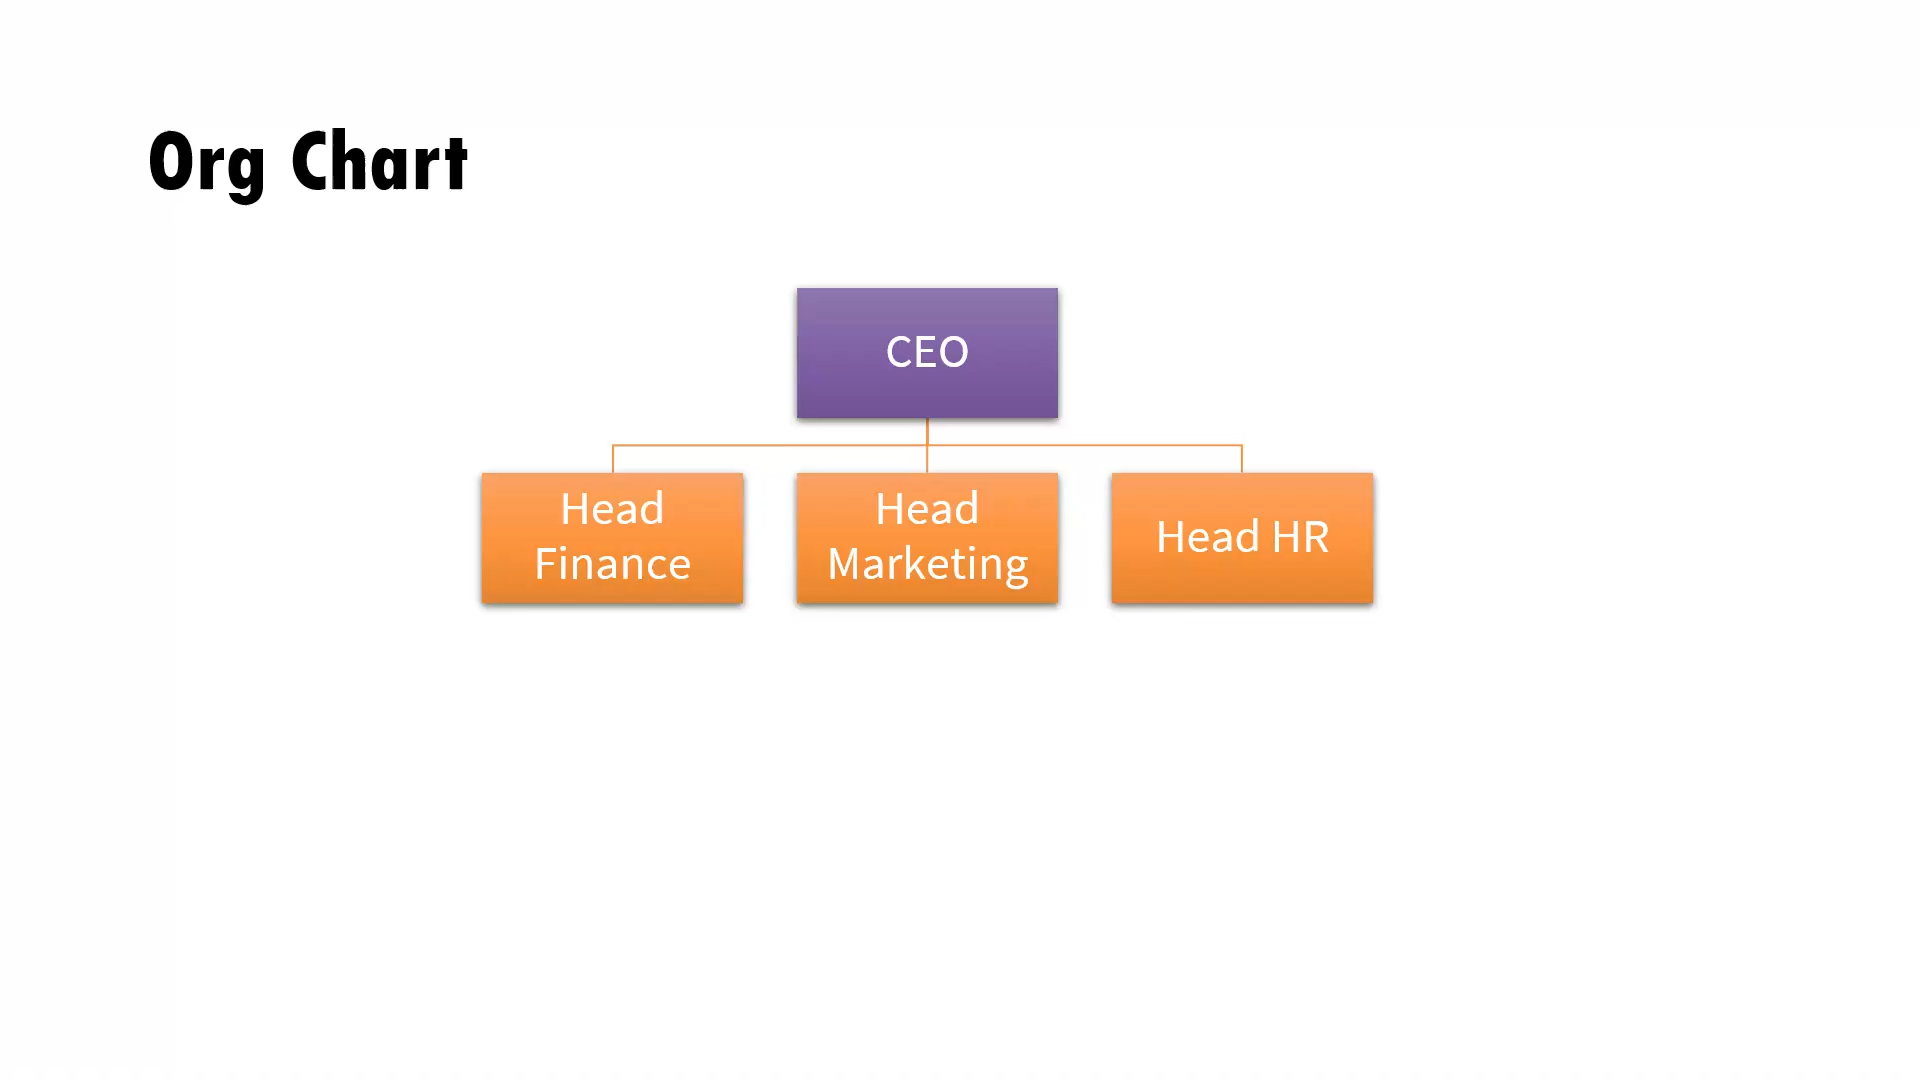 Org Chart
CEO
Head
Finance
Head
Marketing
Head HR